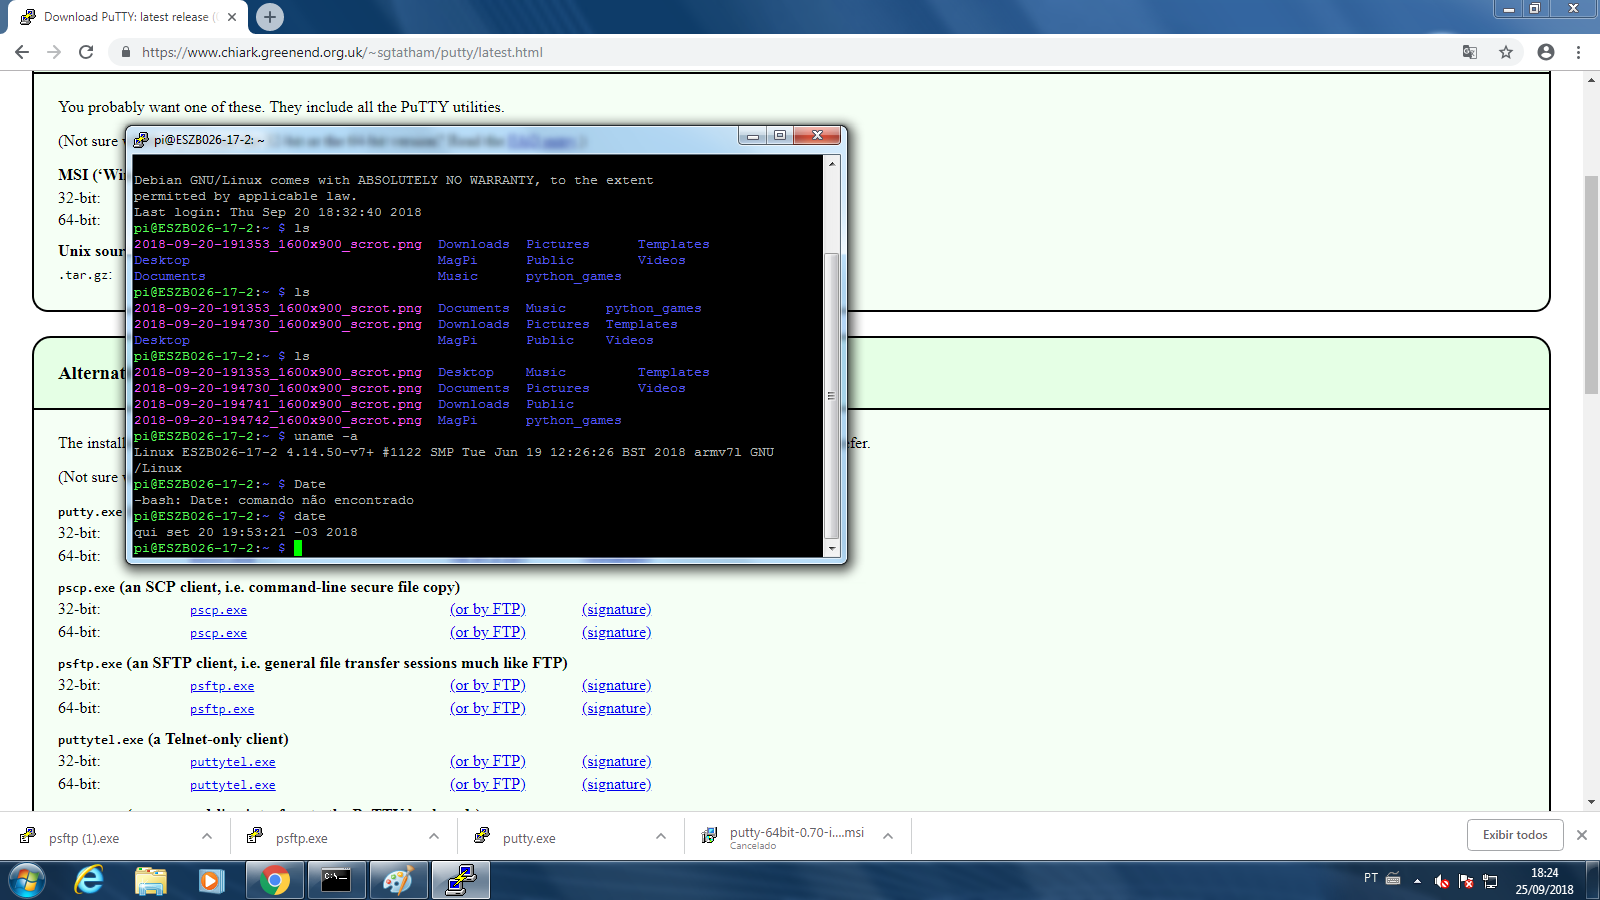 Download PuTTY: latest release (
https://www.chiark.greenend.org.uk/~sgtatham/putty/latest.html
You probably want one of these. They include all the PuTTY utilities.
(Not sure
pi@ESZB026-17-2: ~
MSI (‘Wi
32-bit:
64-bit:
Unix sour
.tar.gz:
Debian GNU/Linux comes with ABSOLUTELY NO WARRANTY, to the extent
permitted by applicable law.
Last login: Thu Sep 20 18:32:40 2018
pi@ESZB026-17-2:~ $ ls
2018-09-20-191353_1600x900_scrot.png Downloads Pictures Templates
Desktop MagPi Public Videos
Documents Music python_games
pi@ESZB026-17-2:~ $ ls
2018-09-20-191353_1600x900_scrot.png Documents Music python_games
2018-09-20-194730_1600x900_scrot.png Downloads Pictures Templates
Desktop MagPi Public Videos
pi@ESZB026-17-2:~ $ ls
2018-09-20-191353_1600x900_scrot.png Desktop Music Templates
2018-09-20-194730_1600x900_scrot.png Documents Pictures Videos
2018-09-20-194741_1600x900_scrot.png Downloads Public
2018-09-20-194742_1600x900_scrot.png MagPi python_games
pi@ESZB026-17-2:~ $ uname -a
Linux ESZB026-17-2 4.14.50-v7+ #1122 SMP Tue Jun 19 12:26:26 BST 2018 armv7l GNU
/Linux
pi@ESZB026-17-2:~ $ Date
-bash: Date: comando não encontrado
pi@ESZB026-17-2:~ $ date
qui set 20 19:53:21 -03 2018
pi@ESZB026-17-2:~ $
Alternat
The install fer.
(Not sure
putty.exe
32-bit:
64-bit:
pscp.exe (an SCP client, i.e. command-line secure file copy)
32-bit: pscp.exe (or by FTP) (signature)
64-bit: pscp.exe (or by FTP) (signature)
psftp.exe (an SFTP client, i.e. general file transfer sessions much like FTP)
32-bit: psftp.exe (or by FTP) (signature)
64-bit: psftp.exe (or by FTP) (signature)
puttytel.exe (a Telnet-only client)
32-bit: puttytel.exe (or by FTP) (signature)
64-bit: puttytel.exe (or by FTP) (signature)
psftp (1).exe
psftp.exe
putty.exe
putty-64bit-0.70-i....msi
Cancelado
Exibir todos
PT
18:24
25/09/2018